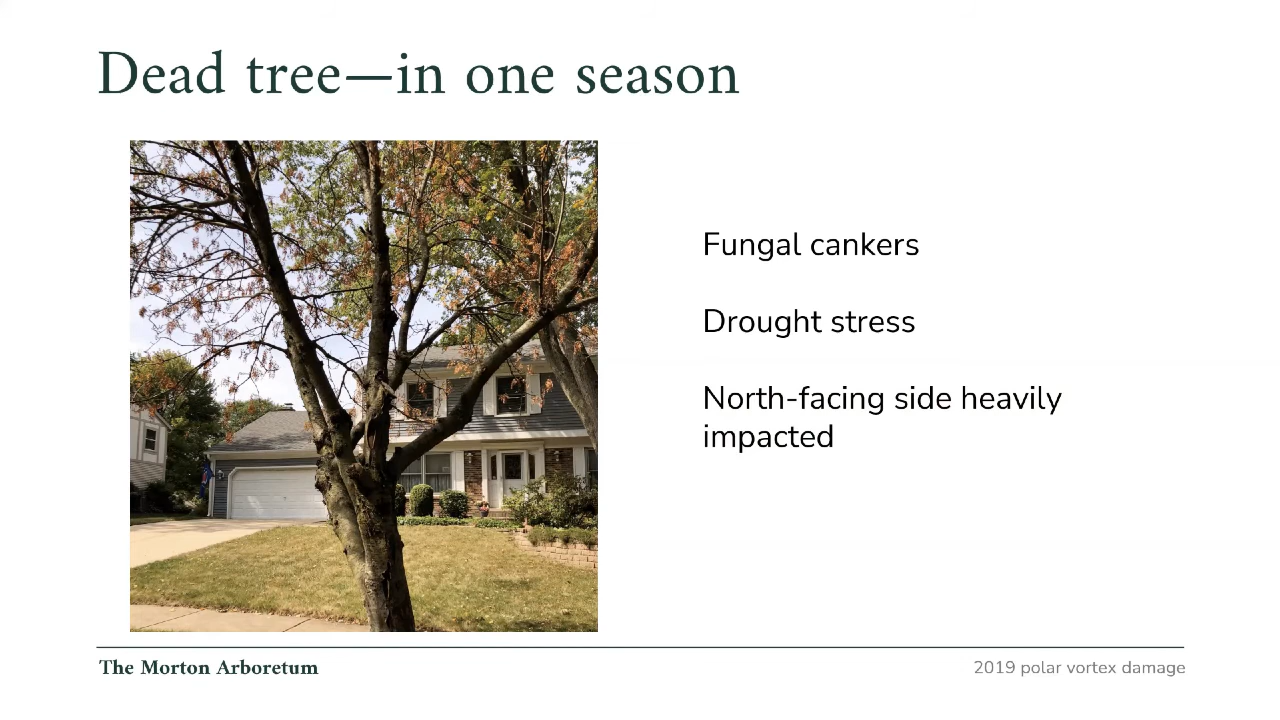 Dead tree—in one season
Fungal cankers
Drought stress
North-facing side heavily
impacted
The Morton Arboretum
2019 polar vortex damage